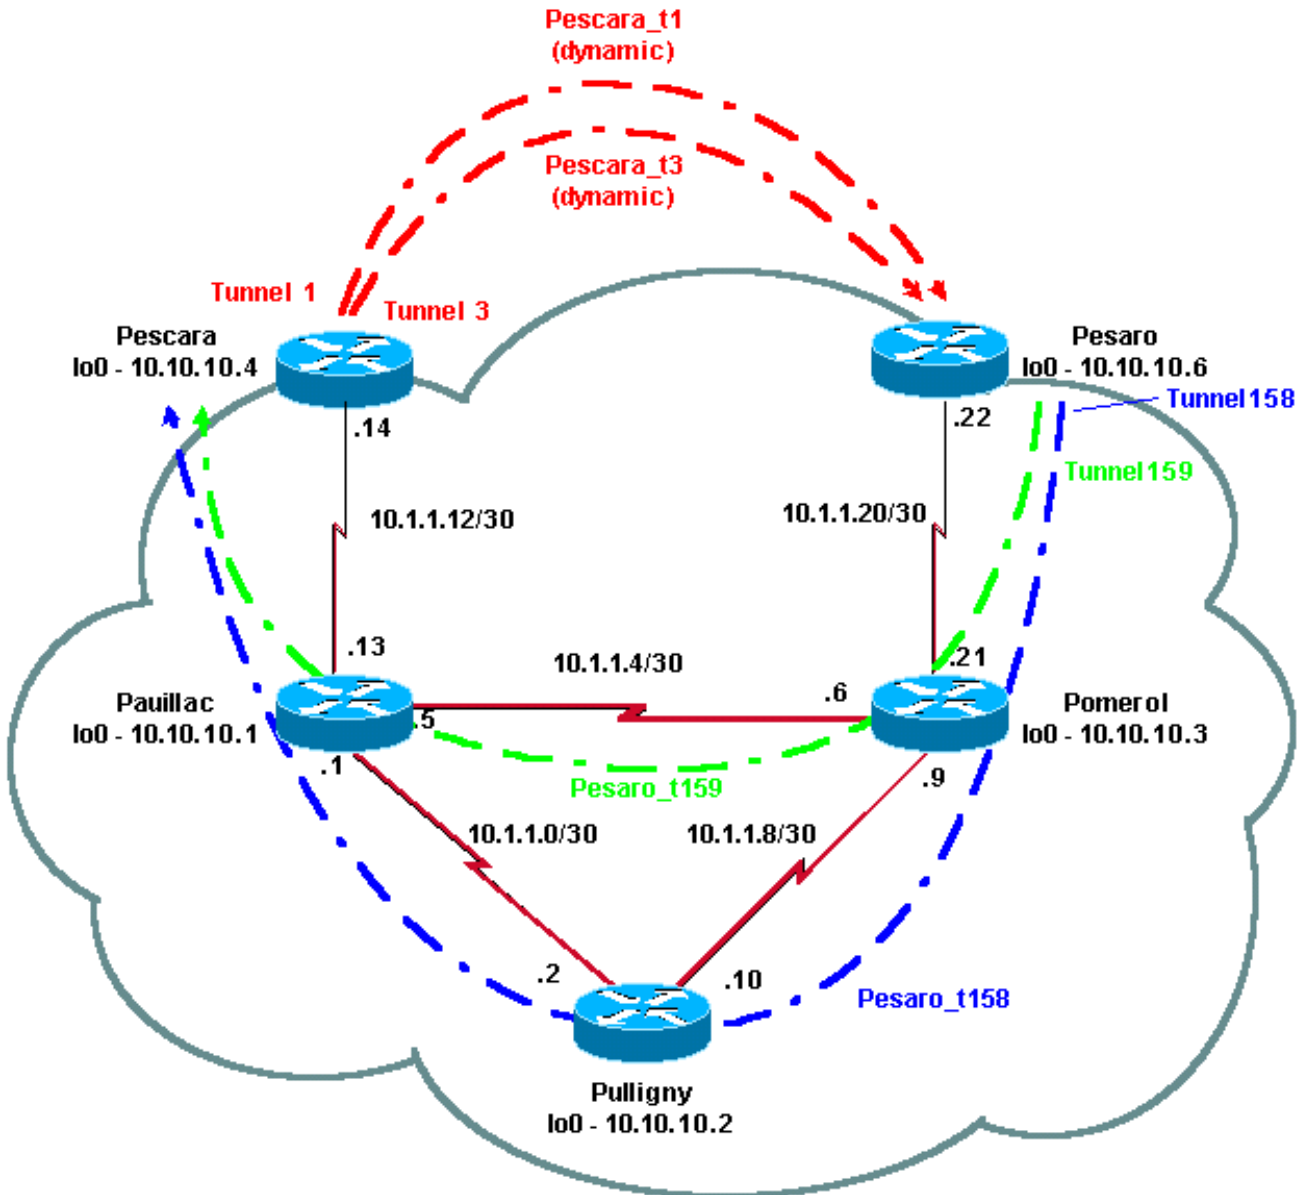 Pescara_t1
(dynamic)
Pescara_t3
(dynamic)
Tunnel 1
Tunnel 3
Pescara
lo0 - 10.10.10.4
Pesaro
lo0 - 10.10.10.6
Tunnel158
.14
.22
Tunnel159
10.1.1.12/30
10.1.1.20/30
.13
10.1.1.4/30
.21
.6
Pauillac
lo0 - 10.10.10.1
.5
Pomerol
lo0 - 10.10.10.3
.1
Pesaro_t159
.9
10.1.1.0/30
10.1.1.8/30
.2
.10
Pesaro_t158
Pulligny
lo0 - 10.10.10.2